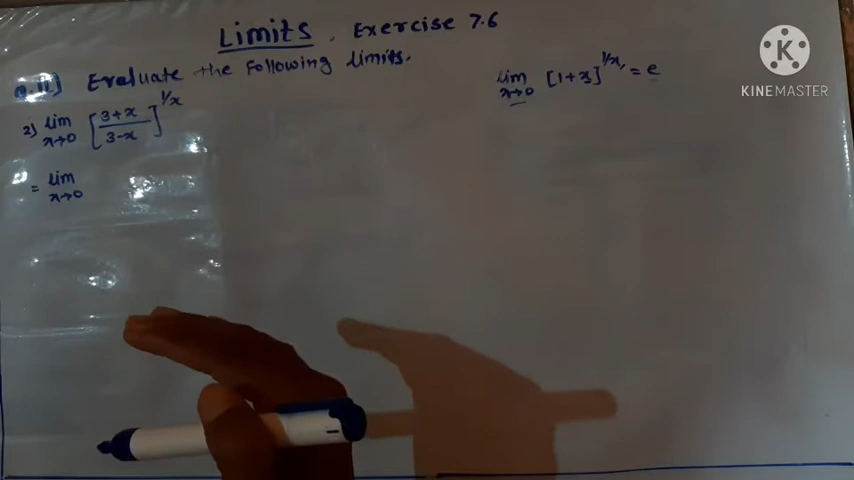 Limits, Exercise 7.6
Q.II] Evaluate the following limits.
2) lim x→0 [3+x / 3-x]^1/x
= lim x→0
lim x→0 [1+x]^1/x, = e
K
KINEMASTER